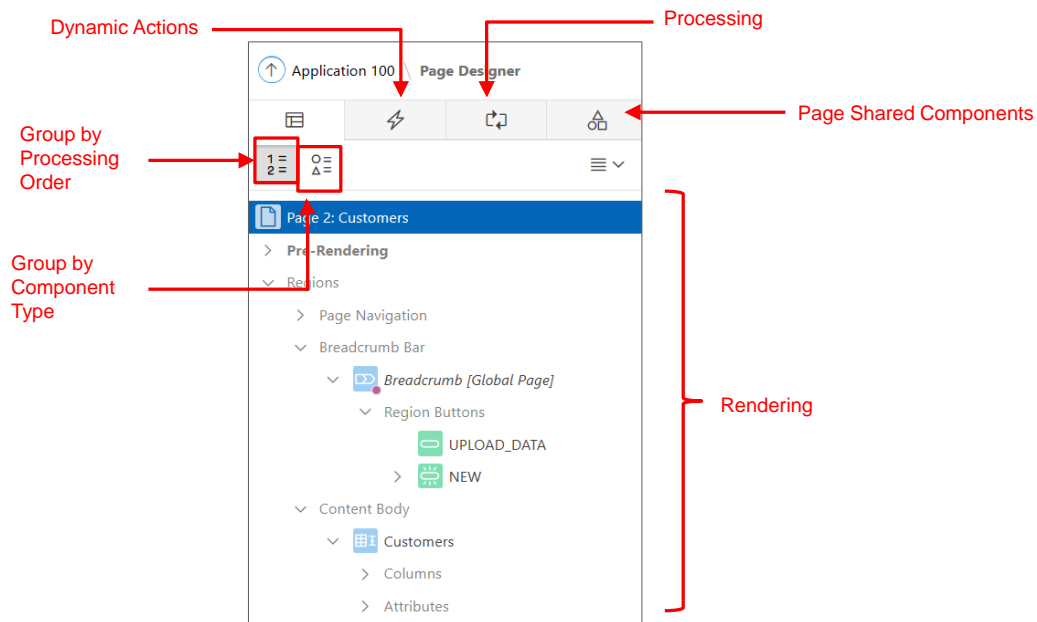 Processing
Dynamic Actions
Application 100 \ Page Designer
Page Shared Components
Group by
Processing
Order
1
2
Page 2: Customers
Pre-Rendering
Group by
Component
Type
Regions
Page Navigation
Breadcrumb Bar
Breadcrumb [Global Page]
Region Buttons
Rendering
UPLOAD_DATA
NEW
Content Body
Customers
Columns
Attributes